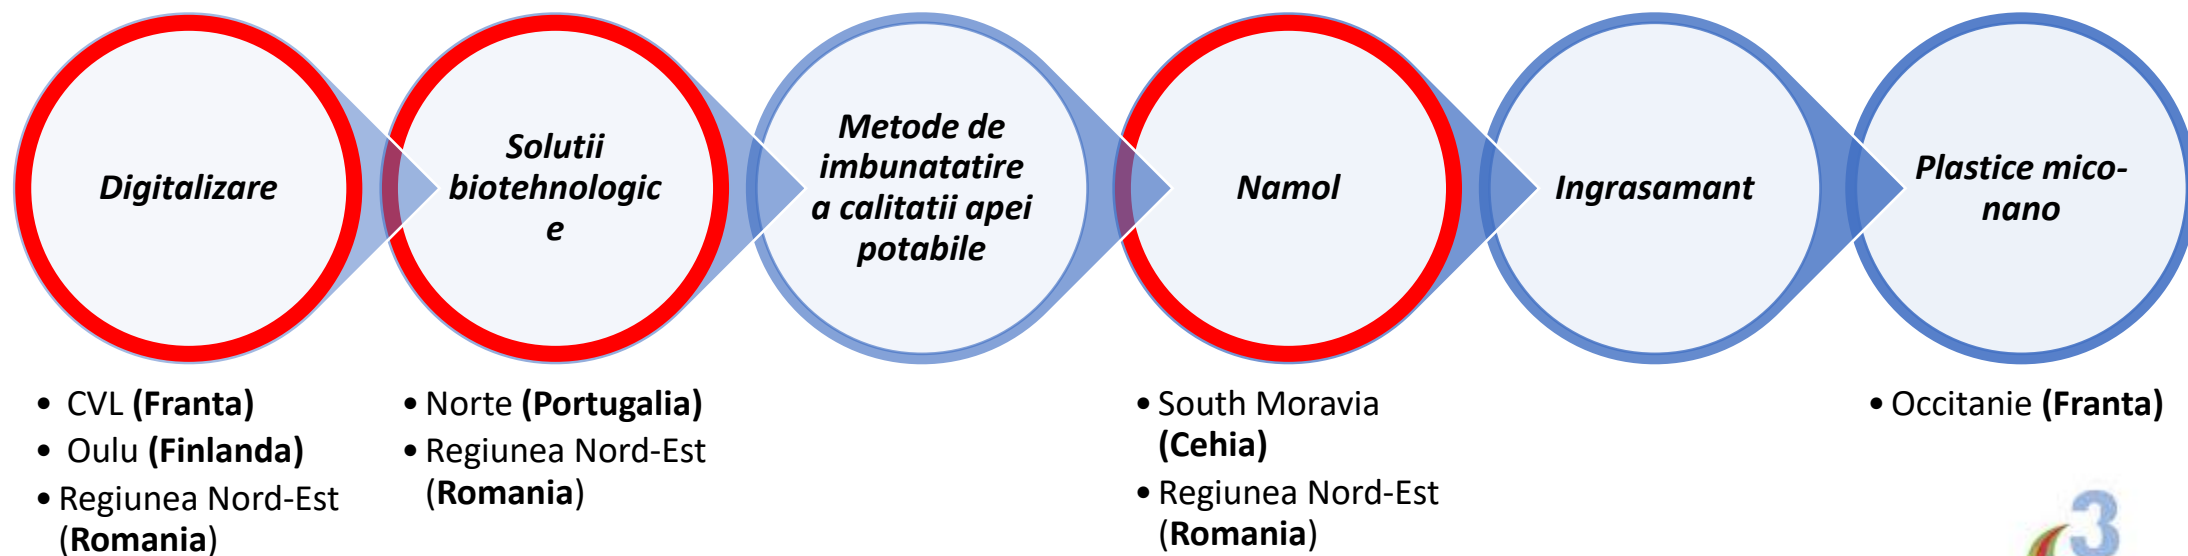 Digitalizare
Solutii
biotehnologic
e
Metode de
imbunatatire
a calitatii apei
potabile
Namol
Ingrasamant
Plastice mico-
nano
• CVL (Franta)
• Oulu (Finlanda)
• Regiunea Nord-Est
(Romania)
• Norte (Portugalia)
• Regiunea Nord-Est
(Romania)
• South Moravia
(Cehia)
• Regiunea Nord-Est
(Romania)
• Occitanie (Franta)
3